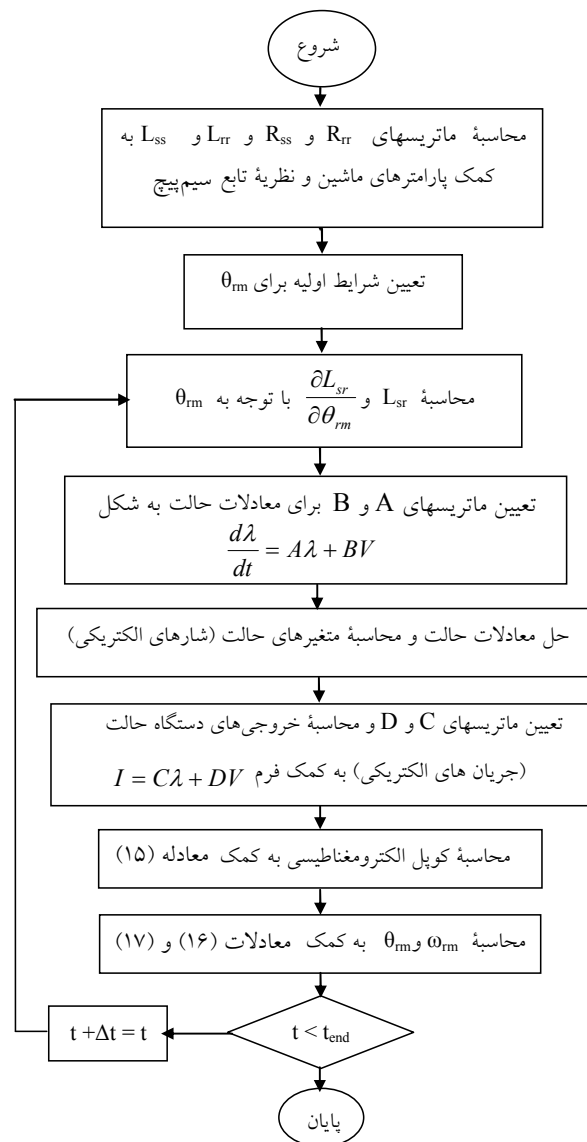 شروع
محاسبهٔ ماتریسهای Rrr و Rss و Lrr و Lss به
کمک پارامترهای ماشین و نظریهٔ تابع سیم‌پیچ
تعیین شرایط اولیه برای θrm
محاسبهٔ Lsr و ∂Lsr/∂θrm با توجه به θrm
تعیین ماتریسهای A و B برای معادلات حالت به شکل
dλ/dt = Aλ + BV
حل معادلات حالت و محاسبهٔ متغیرهای حالت (شارهای الکتریکی)
تعیین ماتریسهای C و D و محاسبهٔ خروجی‌های دستگاه حالت
(جریان های الکتریکی) به کمک فرم I = Cλ + DV
محاسبهٔ کوپل الکترومغناطیسی به کمک معادله (۱۵)
محاسبهٔ ωrm و θrm به کمک معادلات (۱۶) و (۱۷)
t < tend
t +Δt = t
پایان